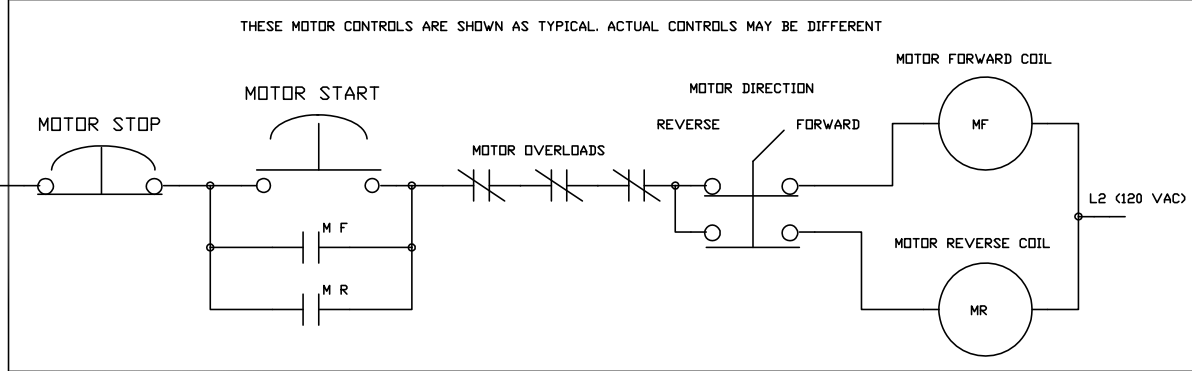 THESE MOTOR CONTROLS ARE SHOWN AS TYPICAL. ACTUAL CONTROLS MAY BE DIFFERENT
MOTOR FORWARD COIL
MOTOR START
MOTOR DIRECTION
MOTOR STOP
REVERSE
FORWARD
MF
MOTOR OVERLOADS
L2 (120 VAC)
M F
MOTOR REVERSE COIL
M R
MR